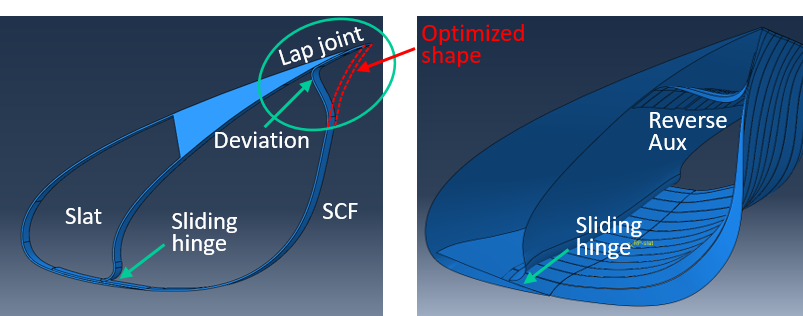 Lap joint
Optimized
shape
Deviation
Slat
Sliding
hinge
SCF
Reverse
Aux
Sliding
hinge